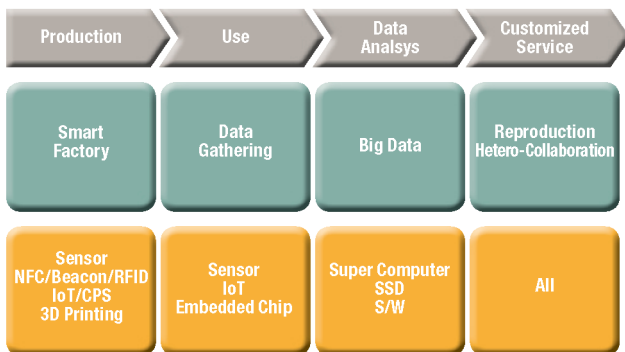 Production
Use
Data
Analsys
Customized
Service
Smart
Factory
Data
Gathering
Big Data
Reproduction
Hetero-Collaboration
Sensor
NFC/Beacon/RFID
IoT/CPS
3D Printing
Sensor
IoT
Embedded Chip
Super Computer
SSD
S/W
All